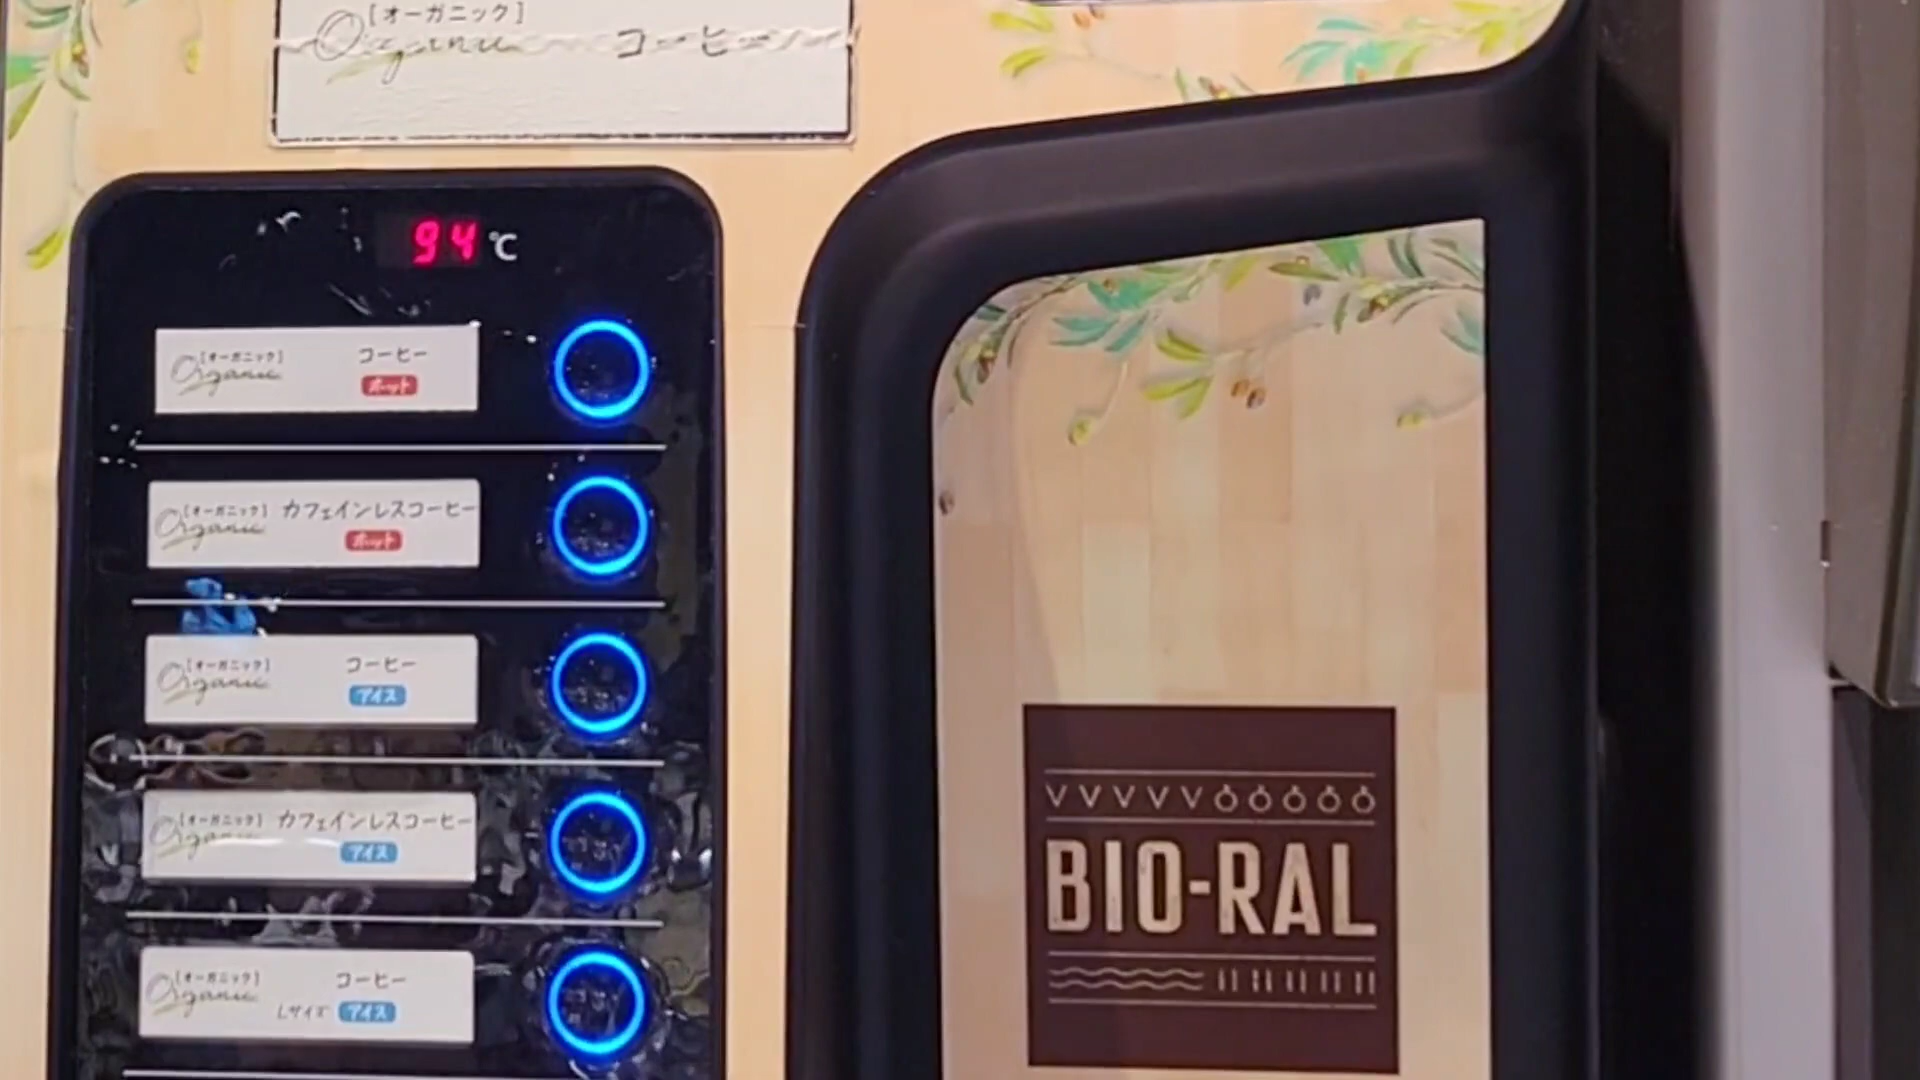 [オーガニック]
Organic コーヒー
94℃
[オーガニック]
Organic
コーヒー
ホット
[オーガニック]
Organic
カフェインレスコーヒー
ホット
[オーガニック]
Organic
コーヒー
アイス
[オーガニック]
Organic
カフェインレスコーヒー
アイス
[オーガニック]
Organic
コーヒー
Lサイズ アイス
BIO-RAL